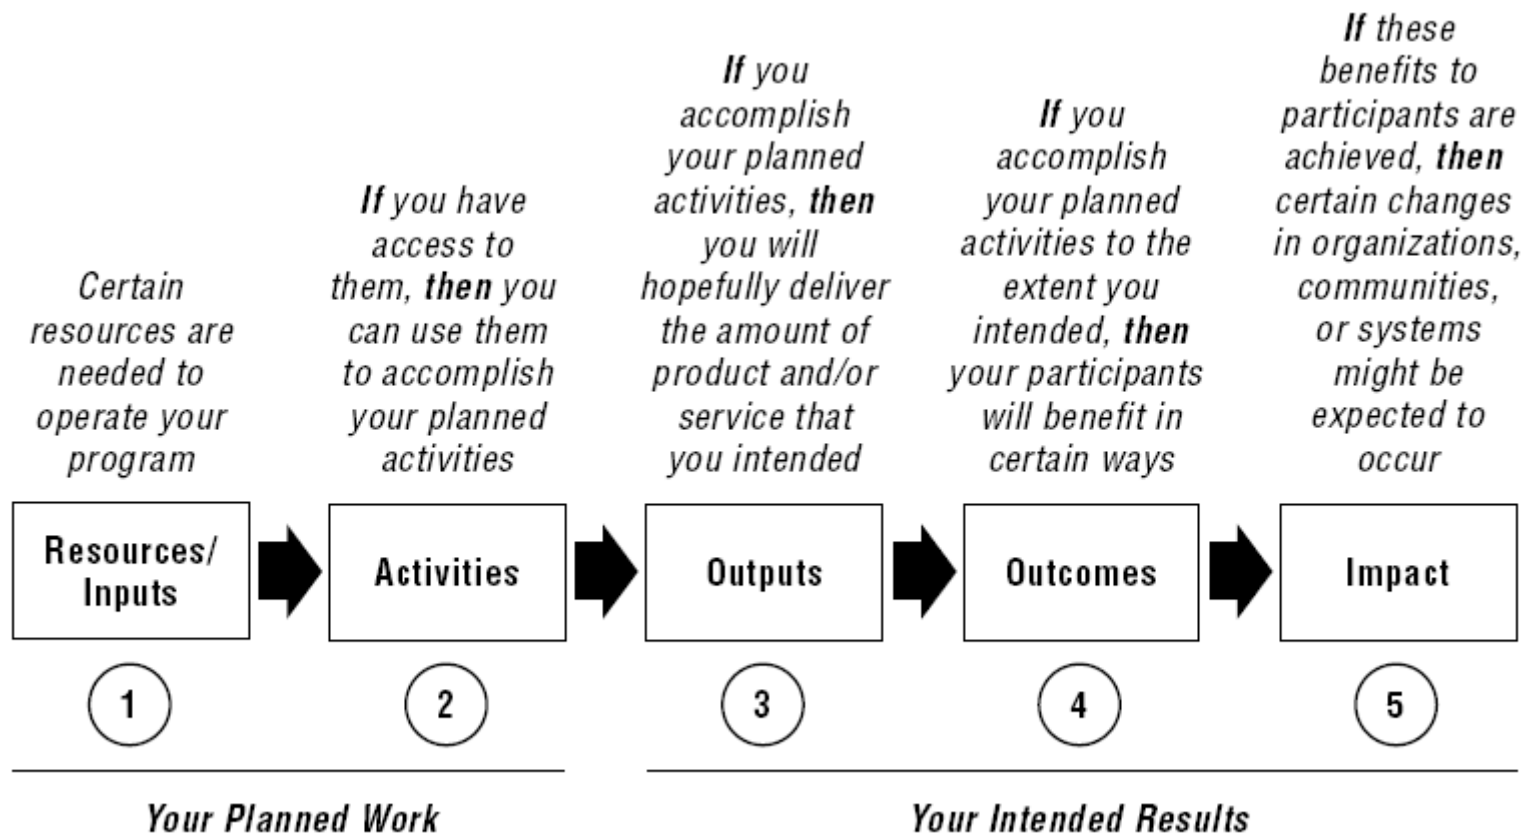 Certain
resources are
needed to
operate your
program
If you have
access to
them, then you
can use them
to accomplish
your planned
activities
If you
accomplish
your planned
activities, then
you will
hopefully deliver
the amount of
product and/or
service that
you intended
If you
accomplish
your planned
activities to the
extent you
intended, then
your participants
will benefit in
certain ways
If these
benefits to
participants are
achieved, then
certain changes
in organizations,
communities,
or systems
might be
expected to
occur
Resources/
Inputs
Activities
Outputs
Outcomes
Impact
1
2
3
4
5
Your Planned Work
Your Intended Results